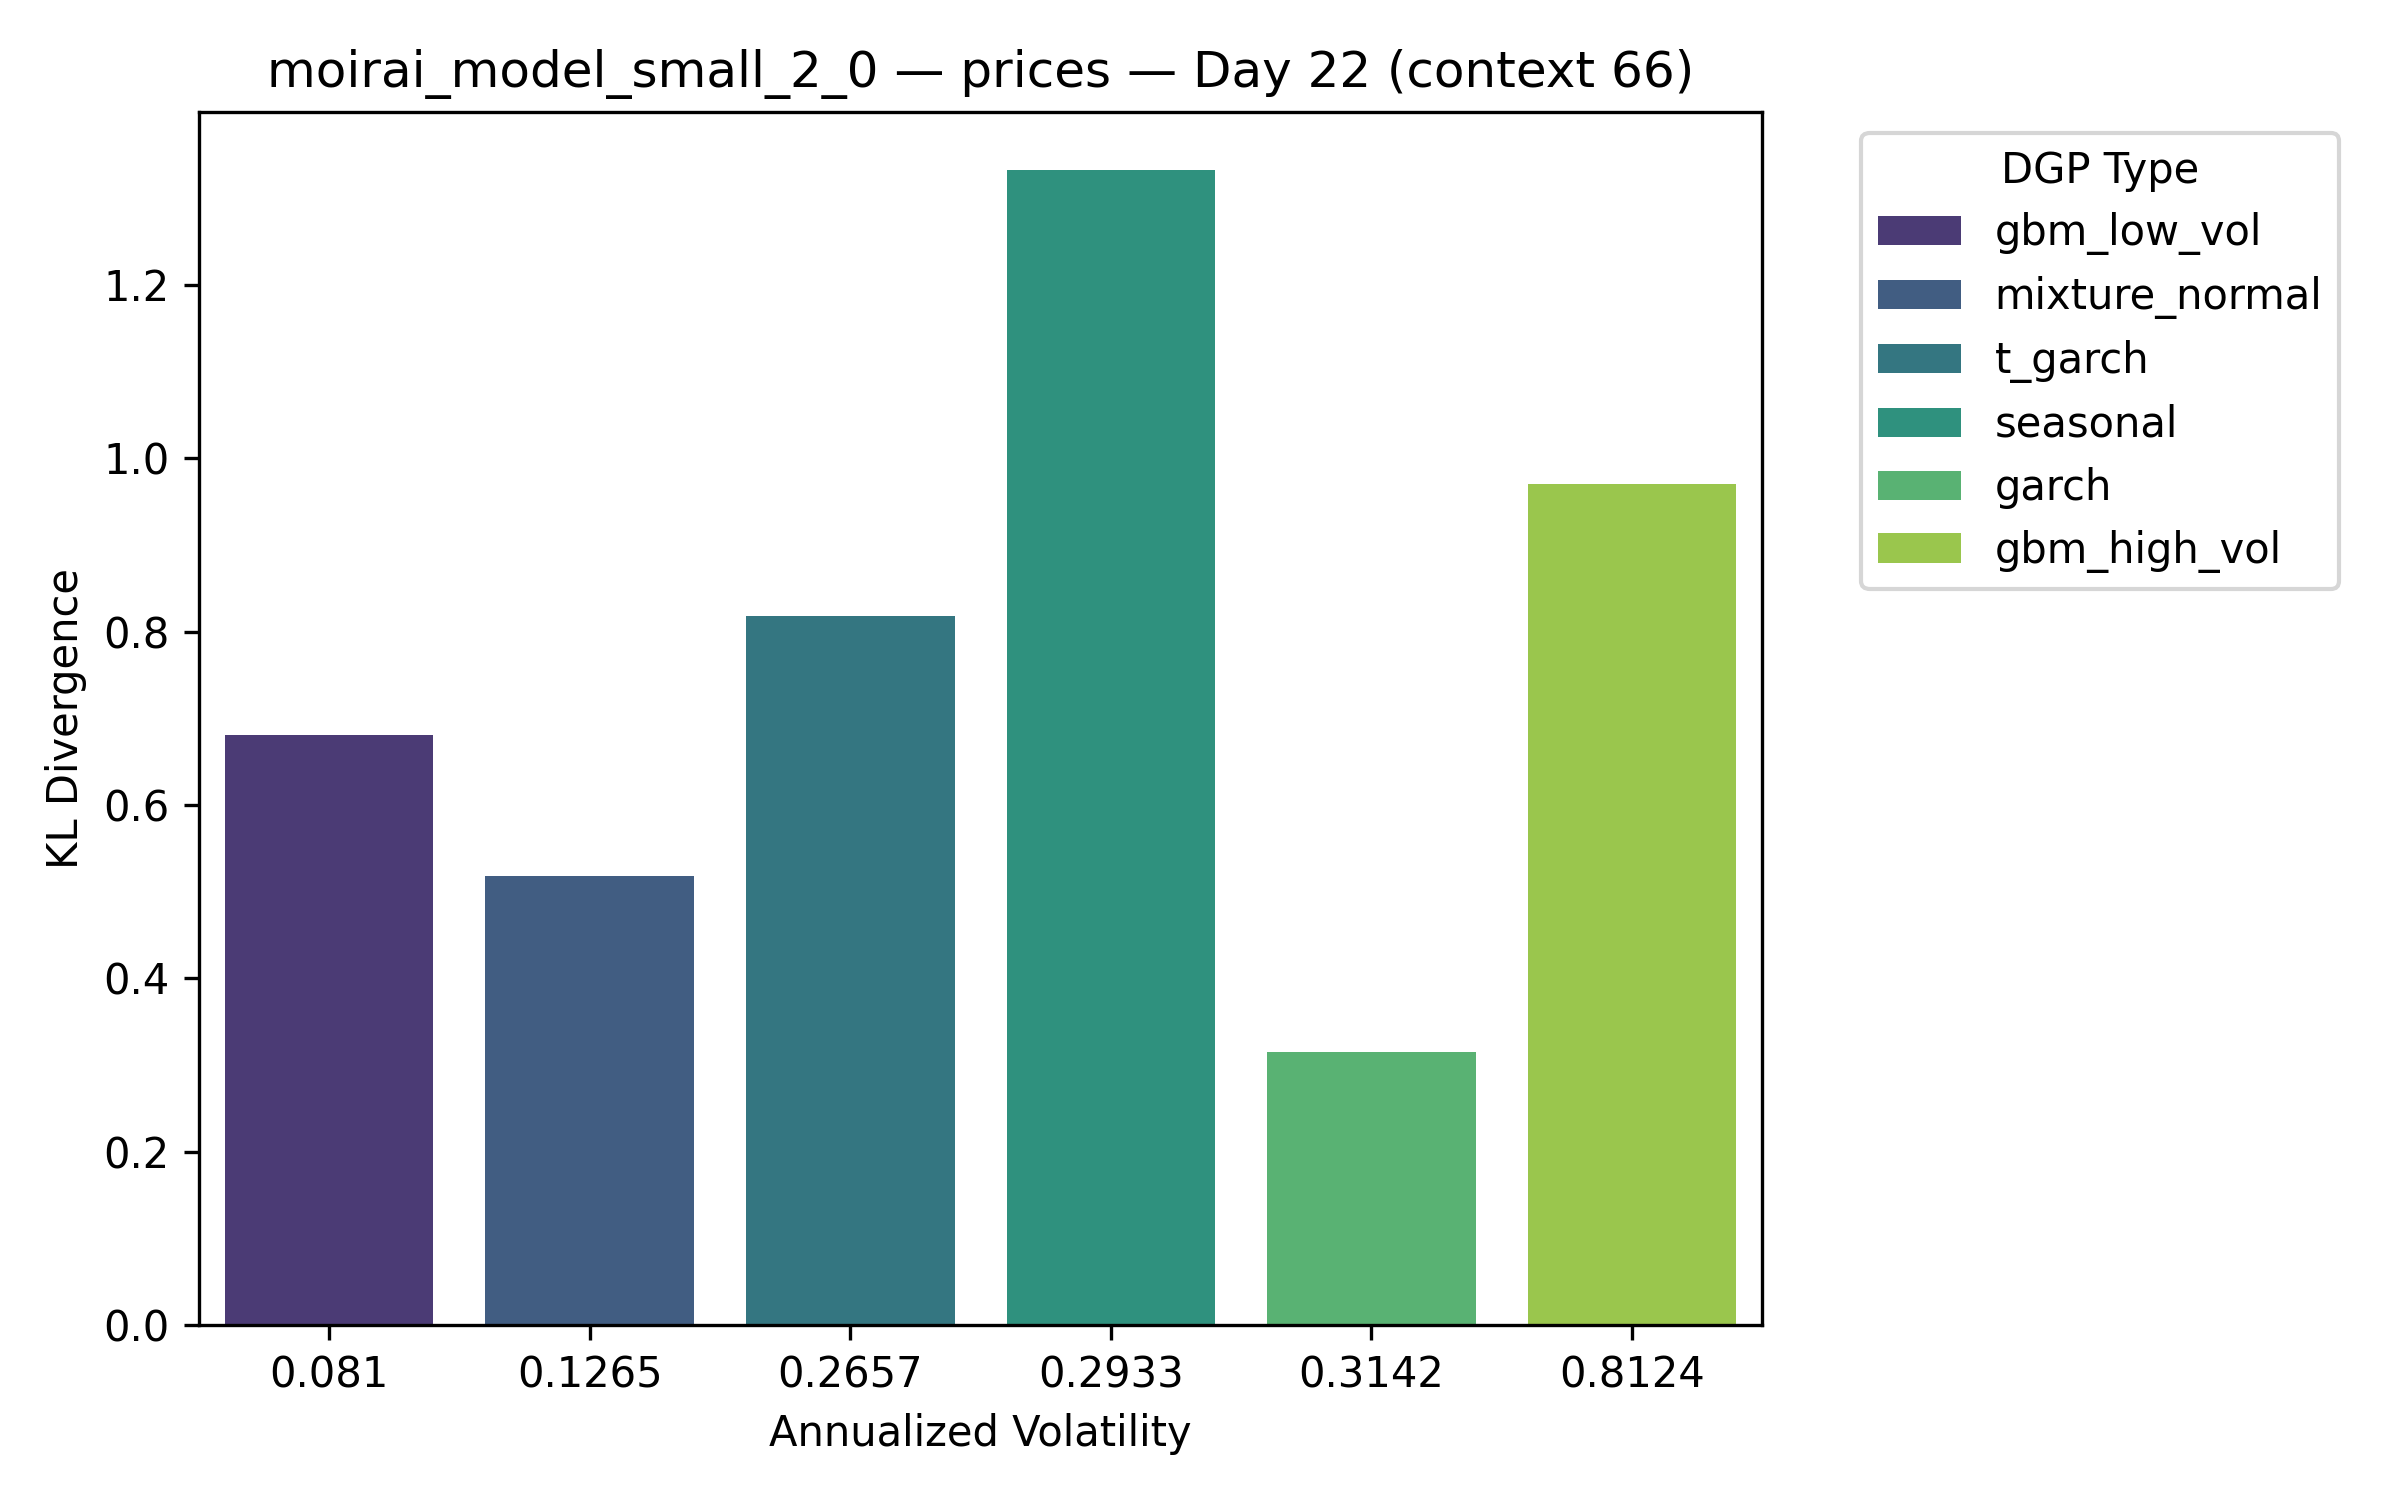 moirai_model_small_2_0 — prices — Day 22 (context 66)
KL Divergence
1.2
1.0
0.8
0.6
0.4
0.2
0.0
0.081 0.1265 0.2657 0.2933 0.3142 0.8124
Annualized Volatility
DGP Type
gbm_low_vol
mixture_normal
t_garch
seasonal
garch
gbm_high_vol